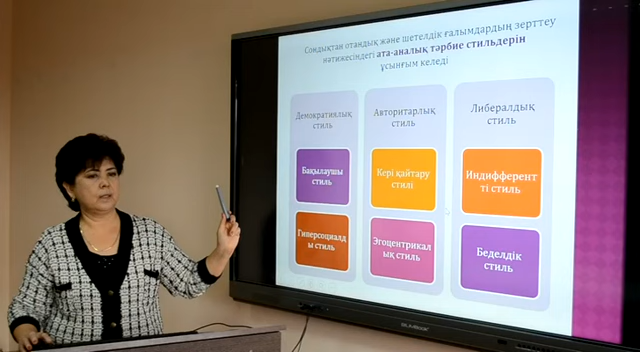 Сондықтан отандық және шетелдік ғалымдардың зерттеу
нәтижесіндегі ата-аналық тәрбие стильдерін
ұсынғым келеді
Демократиялық
стиль
Авторитарлық
стиль
Либералдық
стиль
Бақылаушы
стиль
Кері қайтару
стилі
Индифферент
ті стиль
Гиперсоциалд
ы стиль
Эгоцентрикал
ық стиль
Беделдік
стиль